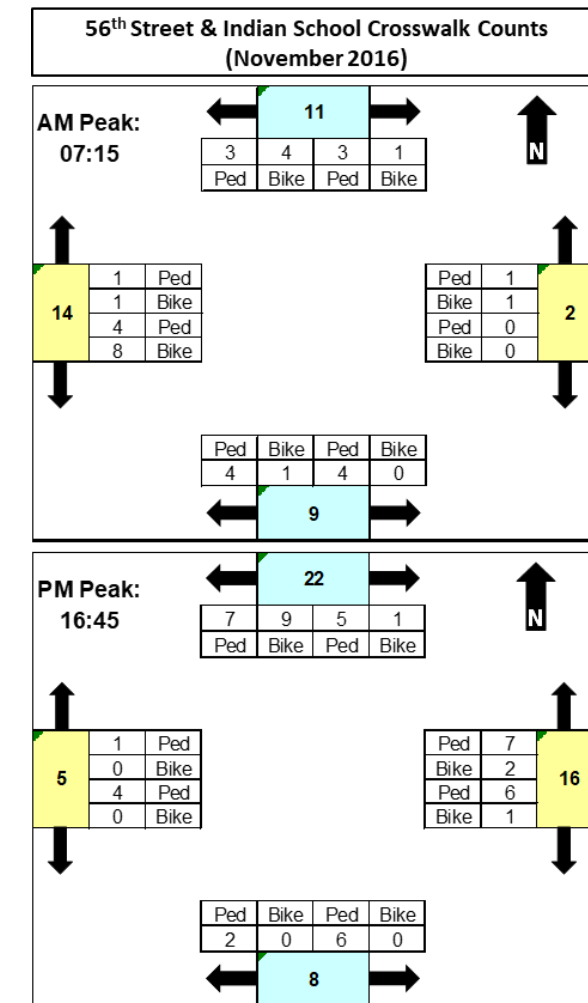 56th Street & Indian School Crosswalk Counts
(November 2016)
AM Peak:
07:15
11
N
3 4 3 1
Ped Bike Ped Bike
14
1 Ped
1 Bike
4 Ped
8 Bike
Ped 1
Bike 1
Ped 0
Bike 0
2
Ped Bike Ped Bike
4 1 4 0
9
PM Peak:
16:45
22
N
7 9 5 1
Ped Bike Ped Bike
5
1 Ped
0 Bike
4 Ped
0 Bike
Ped 7
Bike 2
Ped 6
Bike 1
16
Ped Bike Ped Bike
2 0 6 0
8